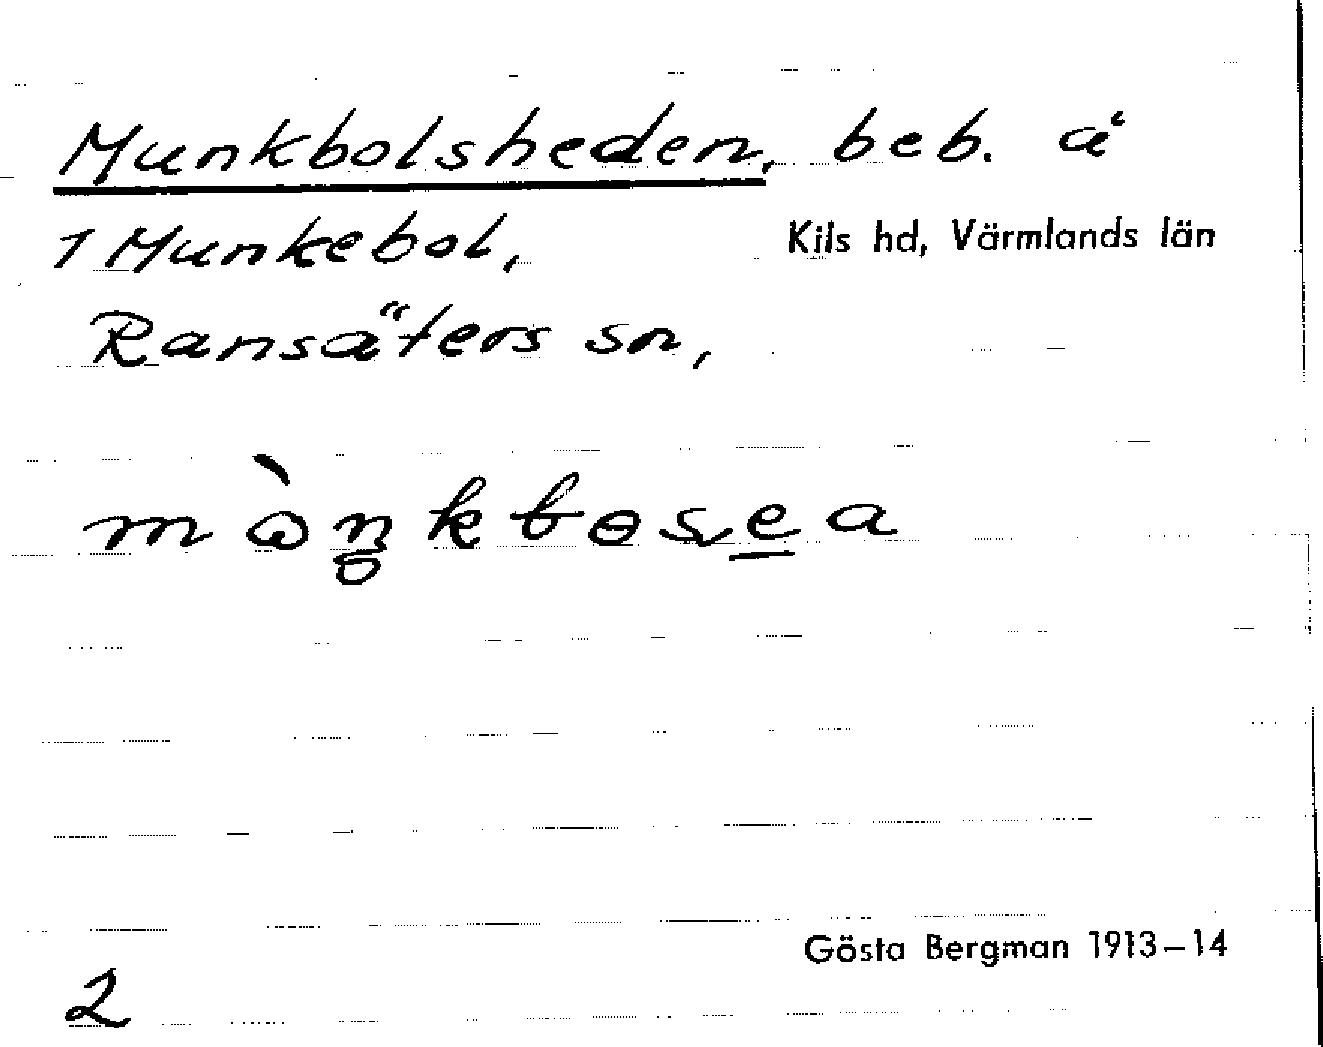 Munkbolsheden, beb. å
1 Munkebol,
Kils hd, Värmlands län
Ransäters sn,
Gösta Bergman 1913–14
2